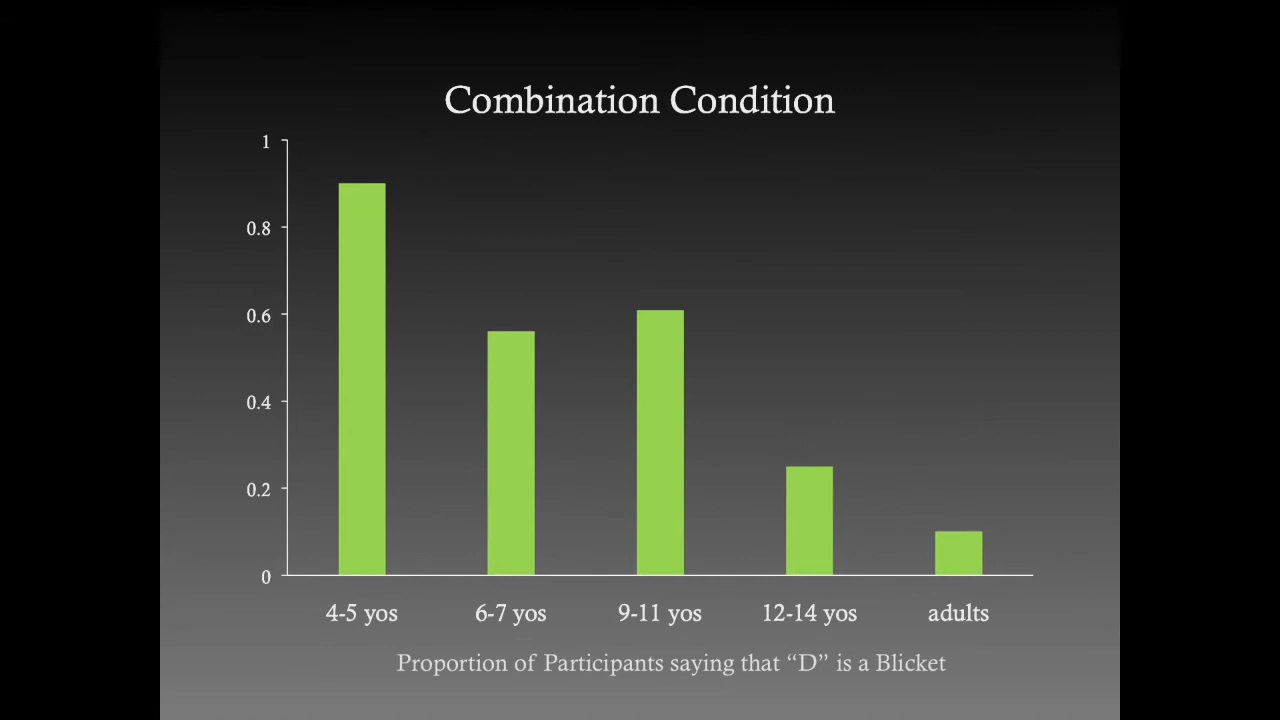 Combination Condition
1
0.8
0.6
0.4
0.2
0
4-5 yos 6-7 yos 9-11 yos 12-14 yos adults
Proportion of Participants saying that “D” is a Blicket